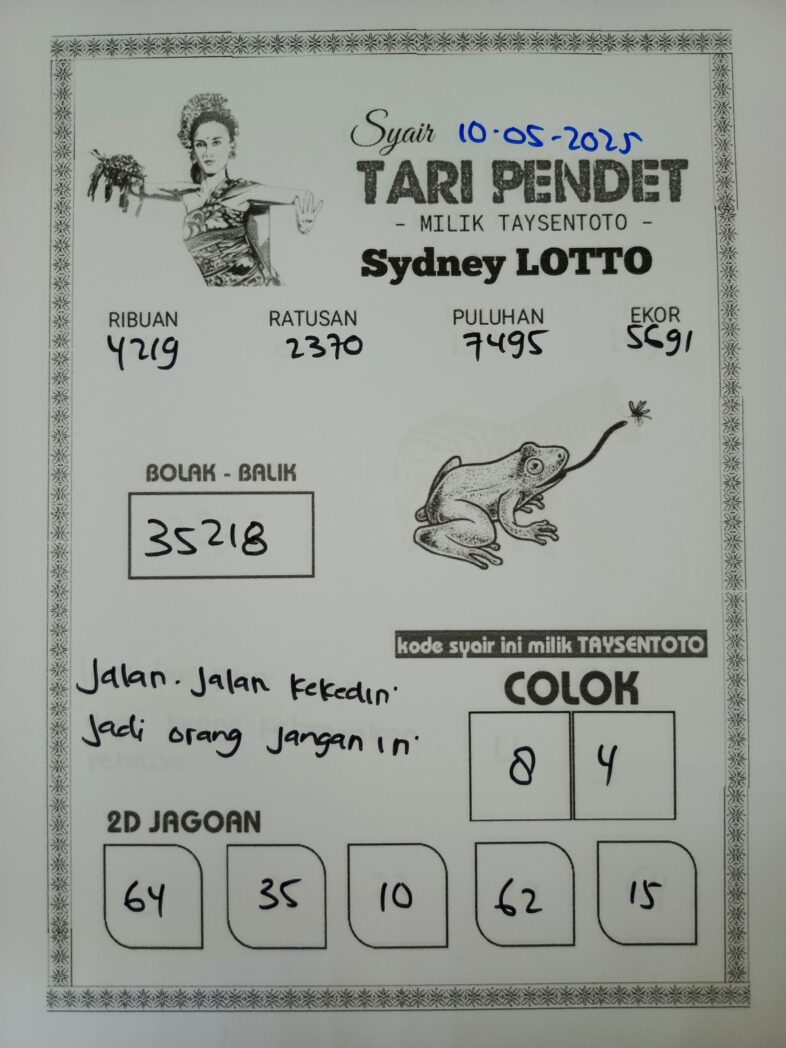 Syair 10-05-2025
TARI PENDET
- MILIK TAYSENTOTO -
Sydney LOTTO
RIBUAN RATUSAN PULUHAN EKOR
4219 2370 7495 5691
BOLAK - BALIK
35218
kode syair ini milik TAYSENTOTO
Jalan. Jalan kekediri
Jadi orang jangan iri
COLOK
8 4
2D JAGOAN
64 35 10 62 15